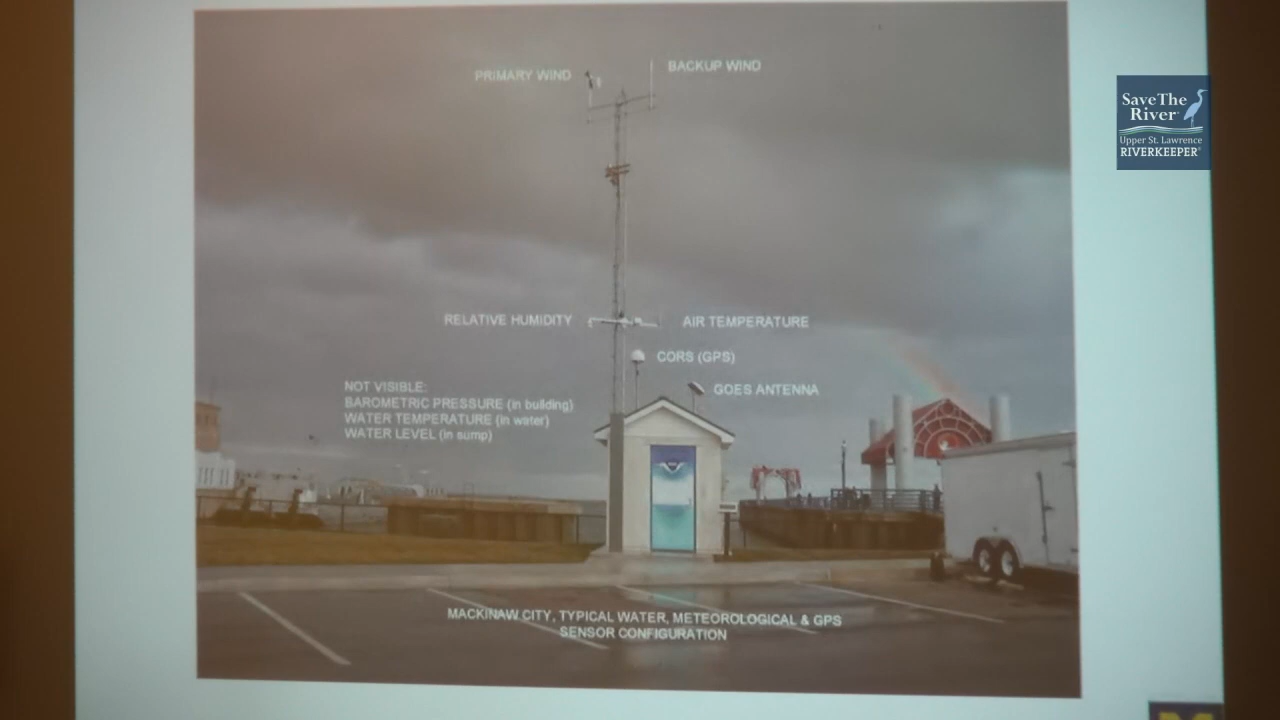 PRIMARY WIND
BACKUP WIND
RELATIVE HUMIDITY
AIR TEMPERATURE
CORS (GPS)
GOES ANTENNA
NOT VISIBLE:
BAROMETRIC PRESSURE (in building)
WATER TEMPERATURE (in water)
WATER LEVEL (in sump)
MACKINAW CITY, TYPICAL WATER, METEOROLOGICAL & GPS
SENSOR CONFIGURATION
Save The
River
Upper St. Lawrence
RIVERKEEPER®